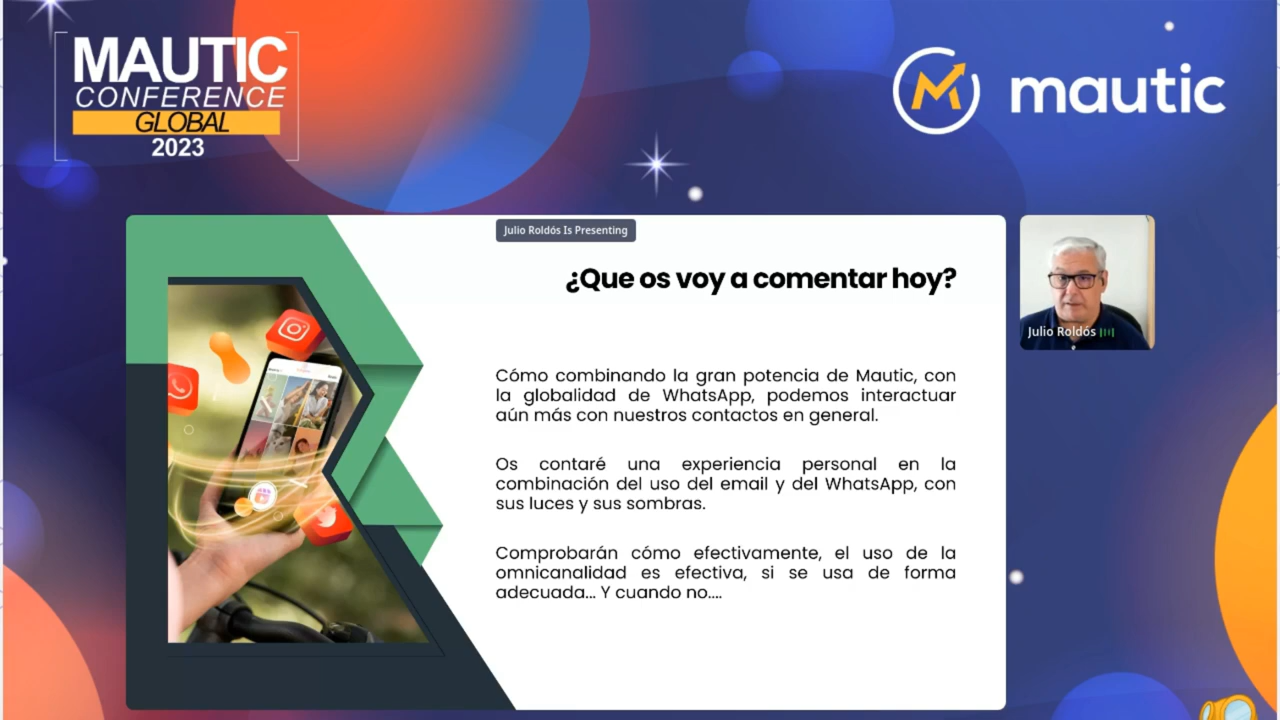 MAUTIC
CONFERENCE
GLOBAL
2023
mautic
Julio Roldós Is Presenting
¿Que os voy a comentar hoy?
Cómo combinando la gran potencia de Mautic, con
la globalidad de WhatsApp, podemos interactuar
aún más con nuestros contactos en general.
Os contaré una experiencia personal en la
combinación del uso del email y del WhatsApp, con
sus luces y sus sombras.
Comprobarán cómo efectivamente, el uso de la
omnicanalidad es efectiva, si se usa de forma
adecuada... Y cuando no....
Julio Roldós